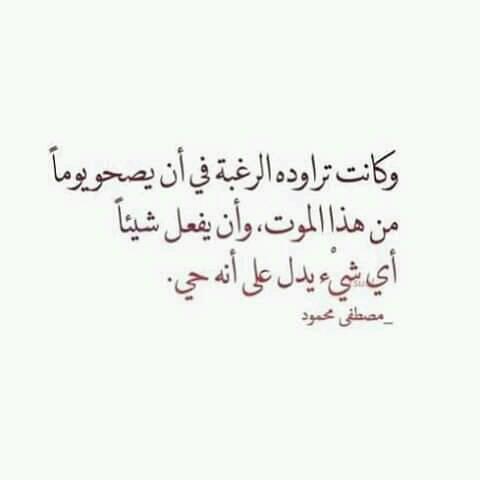 وكانت تراوده الرغبة في أن يصحو يوماً
من هذا الموت، وأن يفعل شيئاً
أي شيْء يدل على أنه حي.
_مصطفى محمود